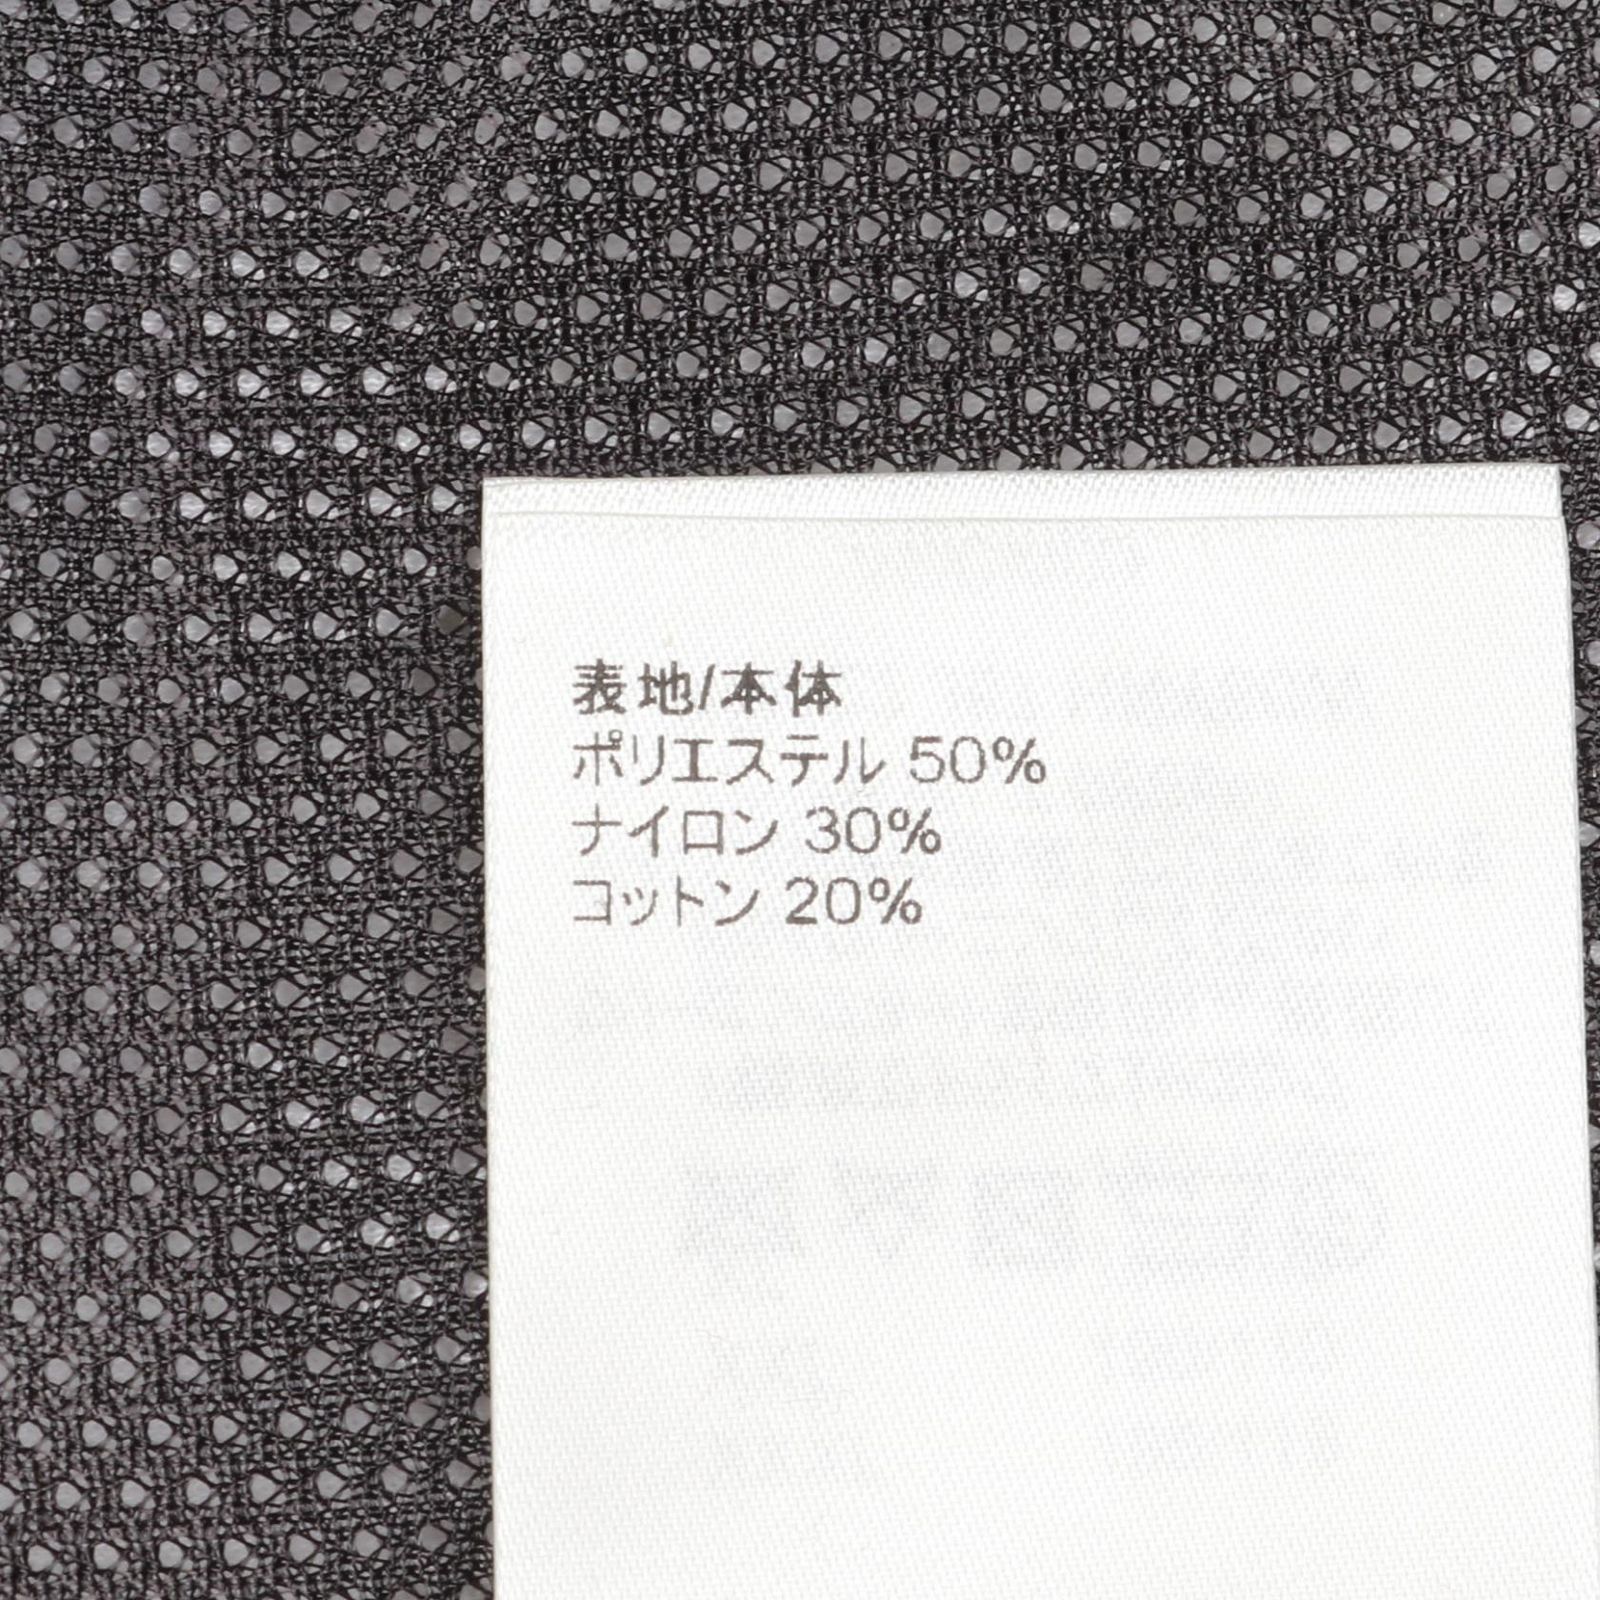 表地/本体
ポリエステル 50%
ナイロン 30%
コットン 20%